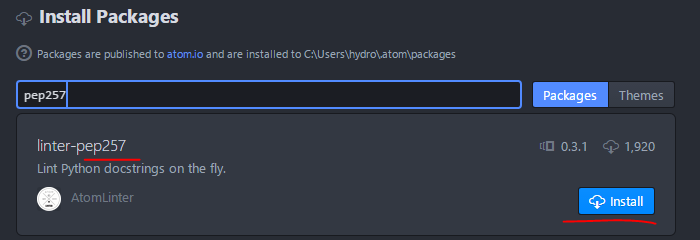 Install Packages
? Packages are published to atom.io and are installed to C:\Users\hydro\.atom\packages
pep257
Packages Themes
linter-pep257 0.3.1 1,920
Lint Python docstrings on the fly.
AtomLinter Install